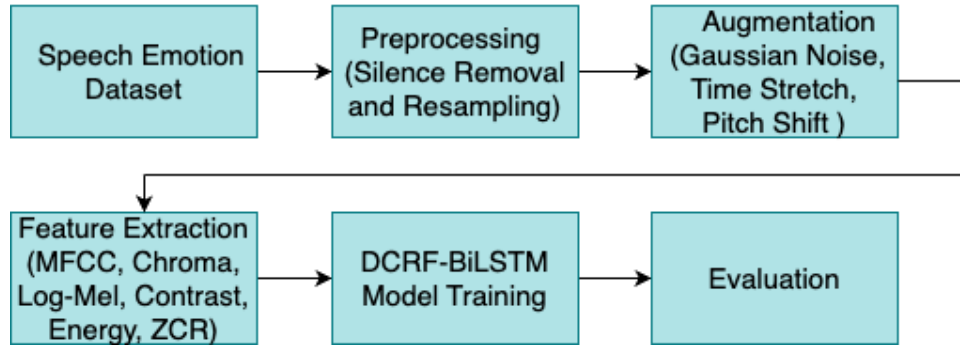 Speech Emotion
Dataset
Preprocessing
(Silence Removal
and Resampling)
Augmentation
(Gaussian Noise,
Time Stretch,
Pitch Shift )
Feature Extraction
(MFCC, Chroma,
Log-Mel, Contrast,
Energy, ZCR)
DCRF-BiLSTM
Model Training
Evaluation